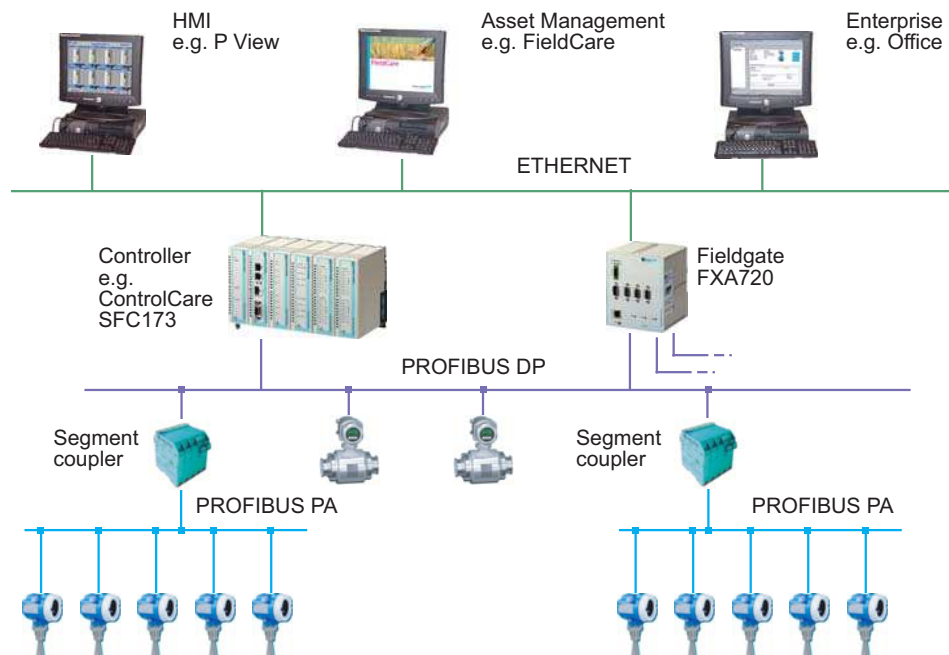 HMI
e.g. P View
Asset Management
e.g. FieldCare
Enterprise
e.g. Office
FieldCare
ETHERNET
Controller
e.g.
ControlCare
SFC173
Fieldgate
FXA720
PROFIBUS DP
Segment
coupler
Segment
coupler
PROFIBUS PA
PROFIBUS PA